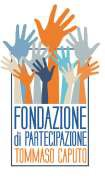 FONDAZIONE
di PARTECIPAZIONE
TOMMASO CAPUTO